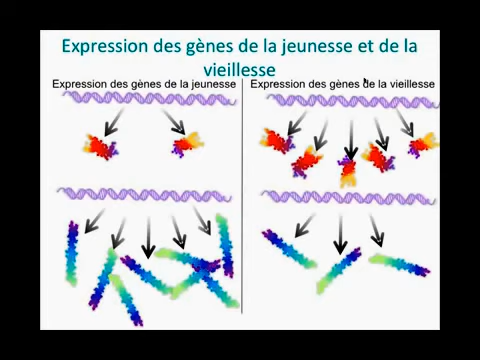 Expression des gènes de la jeunesse et de la
vieillesse
Expression des gènes de la jeunesse
Expression des gènes de la vieillesse